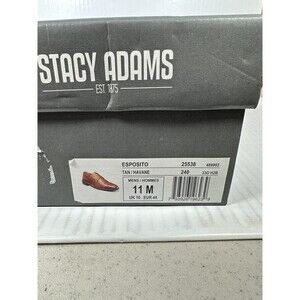 STACY ADAMS
EST. 1875
ESPOSITO 25538
TAN / HAVANE 240
MENS / HOMMES
11 M
UK 10 EUR 44